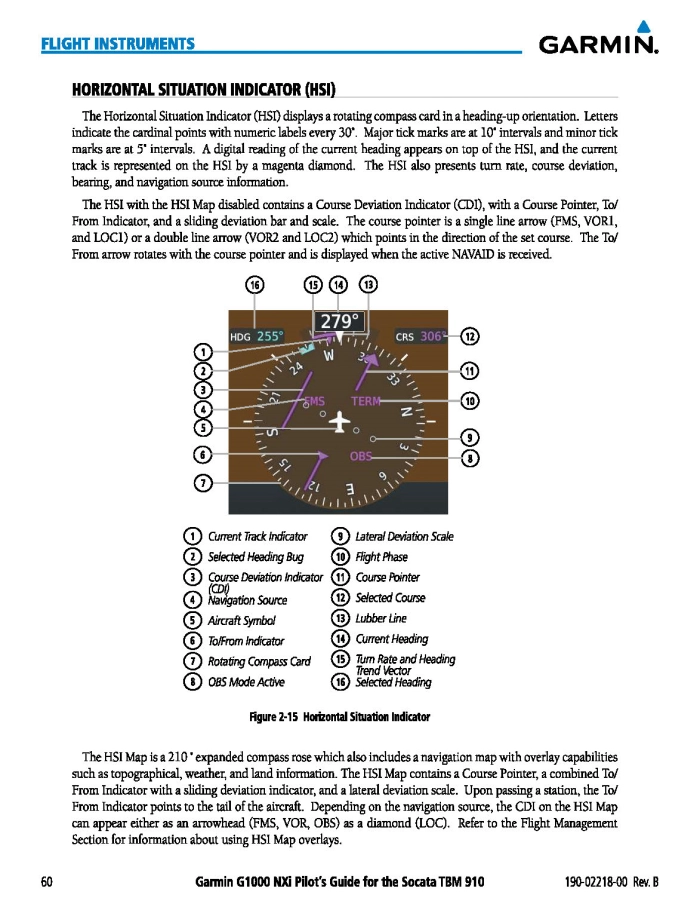 FLIGHT INSTRUMENTS
GARMIN.
HORIZONTAL SITUATION INDICATOR (HSI)
The Horizontal Situation Indicator (HSI) displays a rotating compass card in a heading-up orientation. Letters
indicate the cardinal points with numeric labels every 30˚. Major tick marks are at 10˚ intervals and minor tick
marks are at 5˚ intervals. A digital reading of the current heading appears on top of the HSI, and the current
track is represented on the HSI by a magenta diamond. The HSI also presents turn rate, course deviation,
bearing, and navigation source information.
The HSI with the HSI Map disabled contains a Course Deviation Indicator (CDI), with a Course Pointer, To/
From Indicator, and a sliding deviation bar and scale. The course pointer is a single line arrow (FMS, VOR1,
and LOC1) or a double line arrow (VOR2 and LOC2) which points in the direction of the set course. The To/
From arrow rotates with the course pointer and is displayed when the active NAVAID is received.
16 15 14 13
279°
HDG 255° CRS 306° 12
1
2
3
4
5
6
7
11
10
9
8
W
24
33
21
N
S
3
15
6
12
E
FMS TERM
OBS
1 Current Track Indicator
2 Selected Heading Bug
3 Course Deviation Indicator
(CDI)
4 Navigation Source
5 Aircraft Symbol
6 To/From Indicator
7 Rotating Compass Card
8 OBS Mode Active
9 Lateral Deviation Scale
10 Flight Phase
11 Course Pointer
12 Selected Course
13 Lubber Line
14 Current Heading
15 Turn Rate and Heading
Trend Vector
16 Selected Heading
Figure 2-15 Horizontal Situation Indicator
The HSI Map is a 210 ˚ expanded compass rose which also includes a navigation map with overlay capabilities
such as topographical, weather, and land information. The HSI Map contains a Course Pointer, a combined To/
From Indicator with a sliding deviation indicator, and a lateral deviation scale. Upon passing a station, the To/
From Indicator points to the tail of the aircraft. Depending on the navigation source, the CDI on the HSI Map
can appear either as an arrowhead (FMS, VOR, OBS) as a diamond (LOC). Refer to the Flight Management
Section for information about using HSI Map overlays.
60
Garmin G1000 NXi Pilot's Guide for the Socata TBM 910
190-02218-00 Rev. B